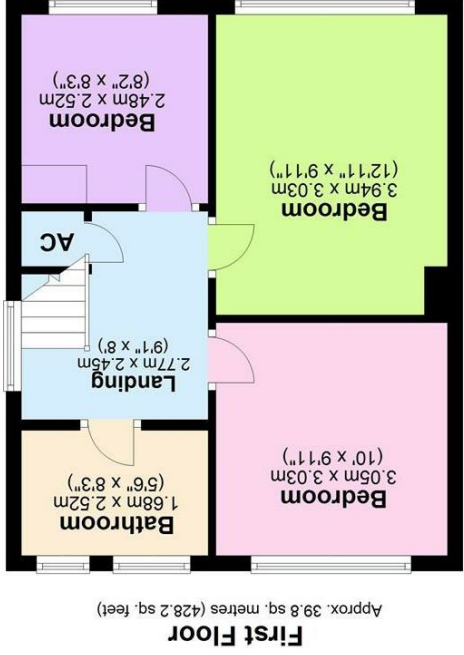 First Floor
Approx. 39.8 sq. metres (428.2 sq. feet)
Bedroom
3.05m x 3.03m
(10' x 9'11")
Bathroom
1.68m x 2.52m
(5'6" x 8'3")
Landing
2.77m x 2.45m
(9'1" x 8')
Bedroom
3.94m x 3.03m
(12'11" x 9'11")
AC
Bedroom
2.48m x 2.52m
(8'2" x 8'3")